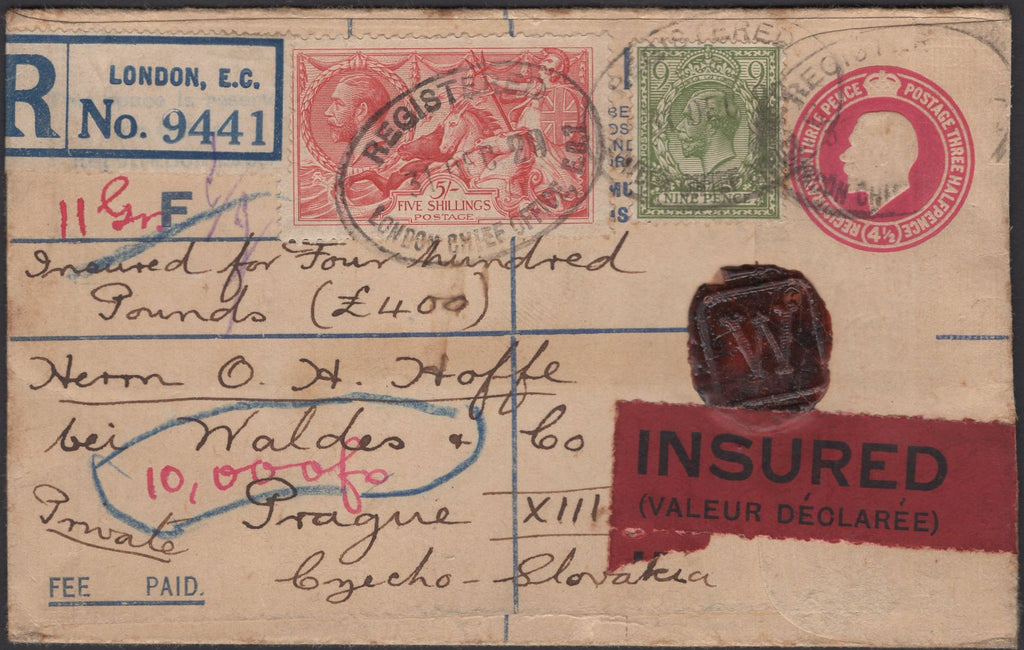 R
LONDON, E.C.
No. 9441
REGISTERED
LONDON CHIEF OFFICE
5/-
FIVE SHILLINGS
POSTAGE
9 9
NINE PENCE
REGISTERED
REGISTRATION THREE PENCE POSTAGE THREE HALFPENCE
(4½)
11 Gr F
Insured for Four hundred
Pounds (£400)
W
Herrn O. H. Hoffe
bei Waldes & Co
10,000 fo
INSURED
(VALEUR DÉCLARÉE)
Private
Prague XIII
Czecho-Slovakia
FEE PAID.